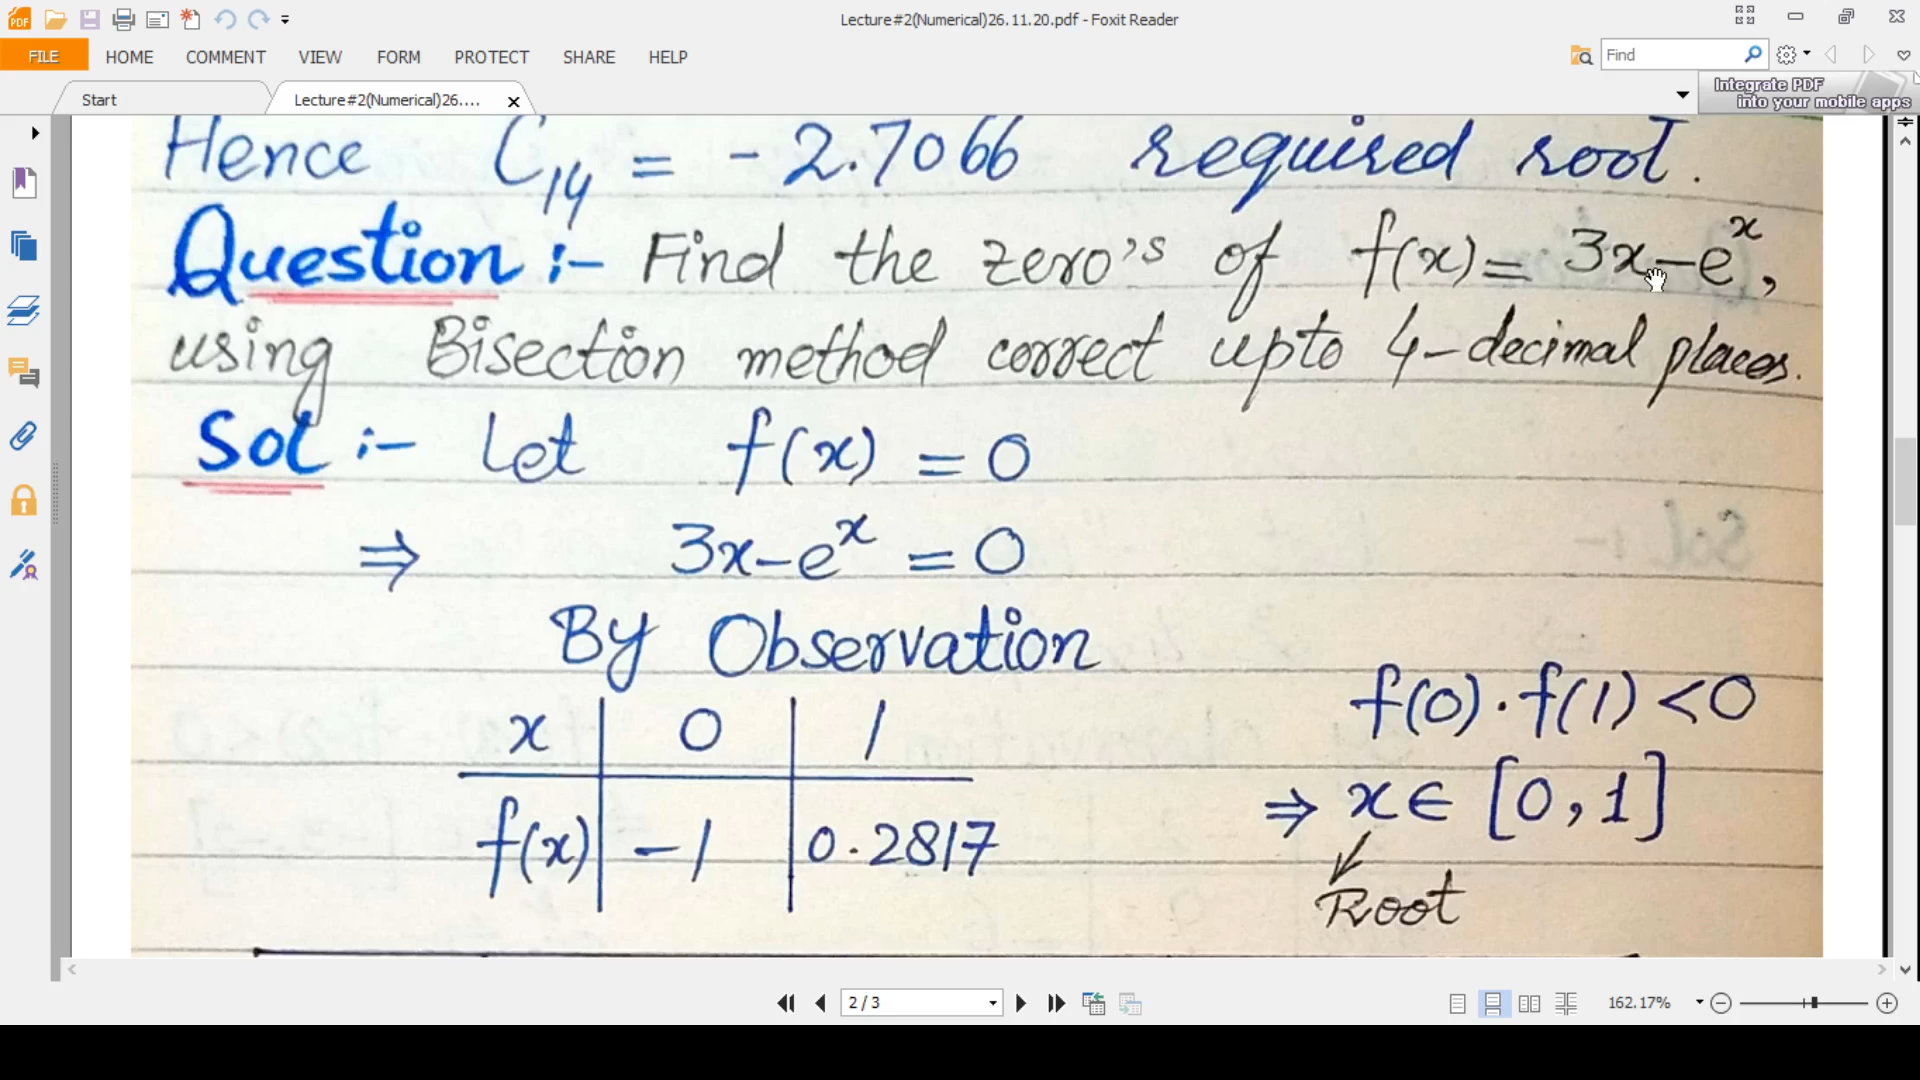 Lecture#2(Numerical)26.11.20.pdf - Foxit Reader
FILE HOME COMMENT VIEW FORM PROTECT SHARE HELP Find
Start Lecture#2(Numerical)26.... Integrate PDF
into your mobile apps
Hence C₁₄ = -2.7066 required root.
Question :- Find the zero's of f(x) = 3x-eˣ,
using Bisection method correct upto 4-decimal places.
Sol :- Let f(x) = 0
⇒ 3x-eˣ = 0
By Observation
x | 0 | 1
f(x) | -1 | 0.2817
f(0).f(1) <0
⇒ x ∈ [0,1]
Root
2 / 3 162.17%